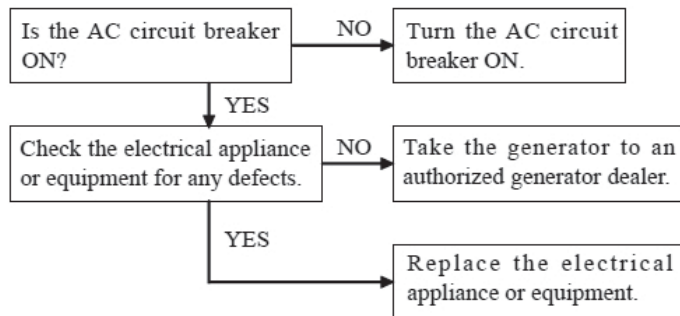 Is the AC circuit breaker
ON?
NO
Turn the AC circuit
breaker ON.
YES
Check the electrical appliance
or equipment for any defects.
NO
Take the generator to an
authorized generator dealer.
YES
Replace the electrical
appliance or equipment.